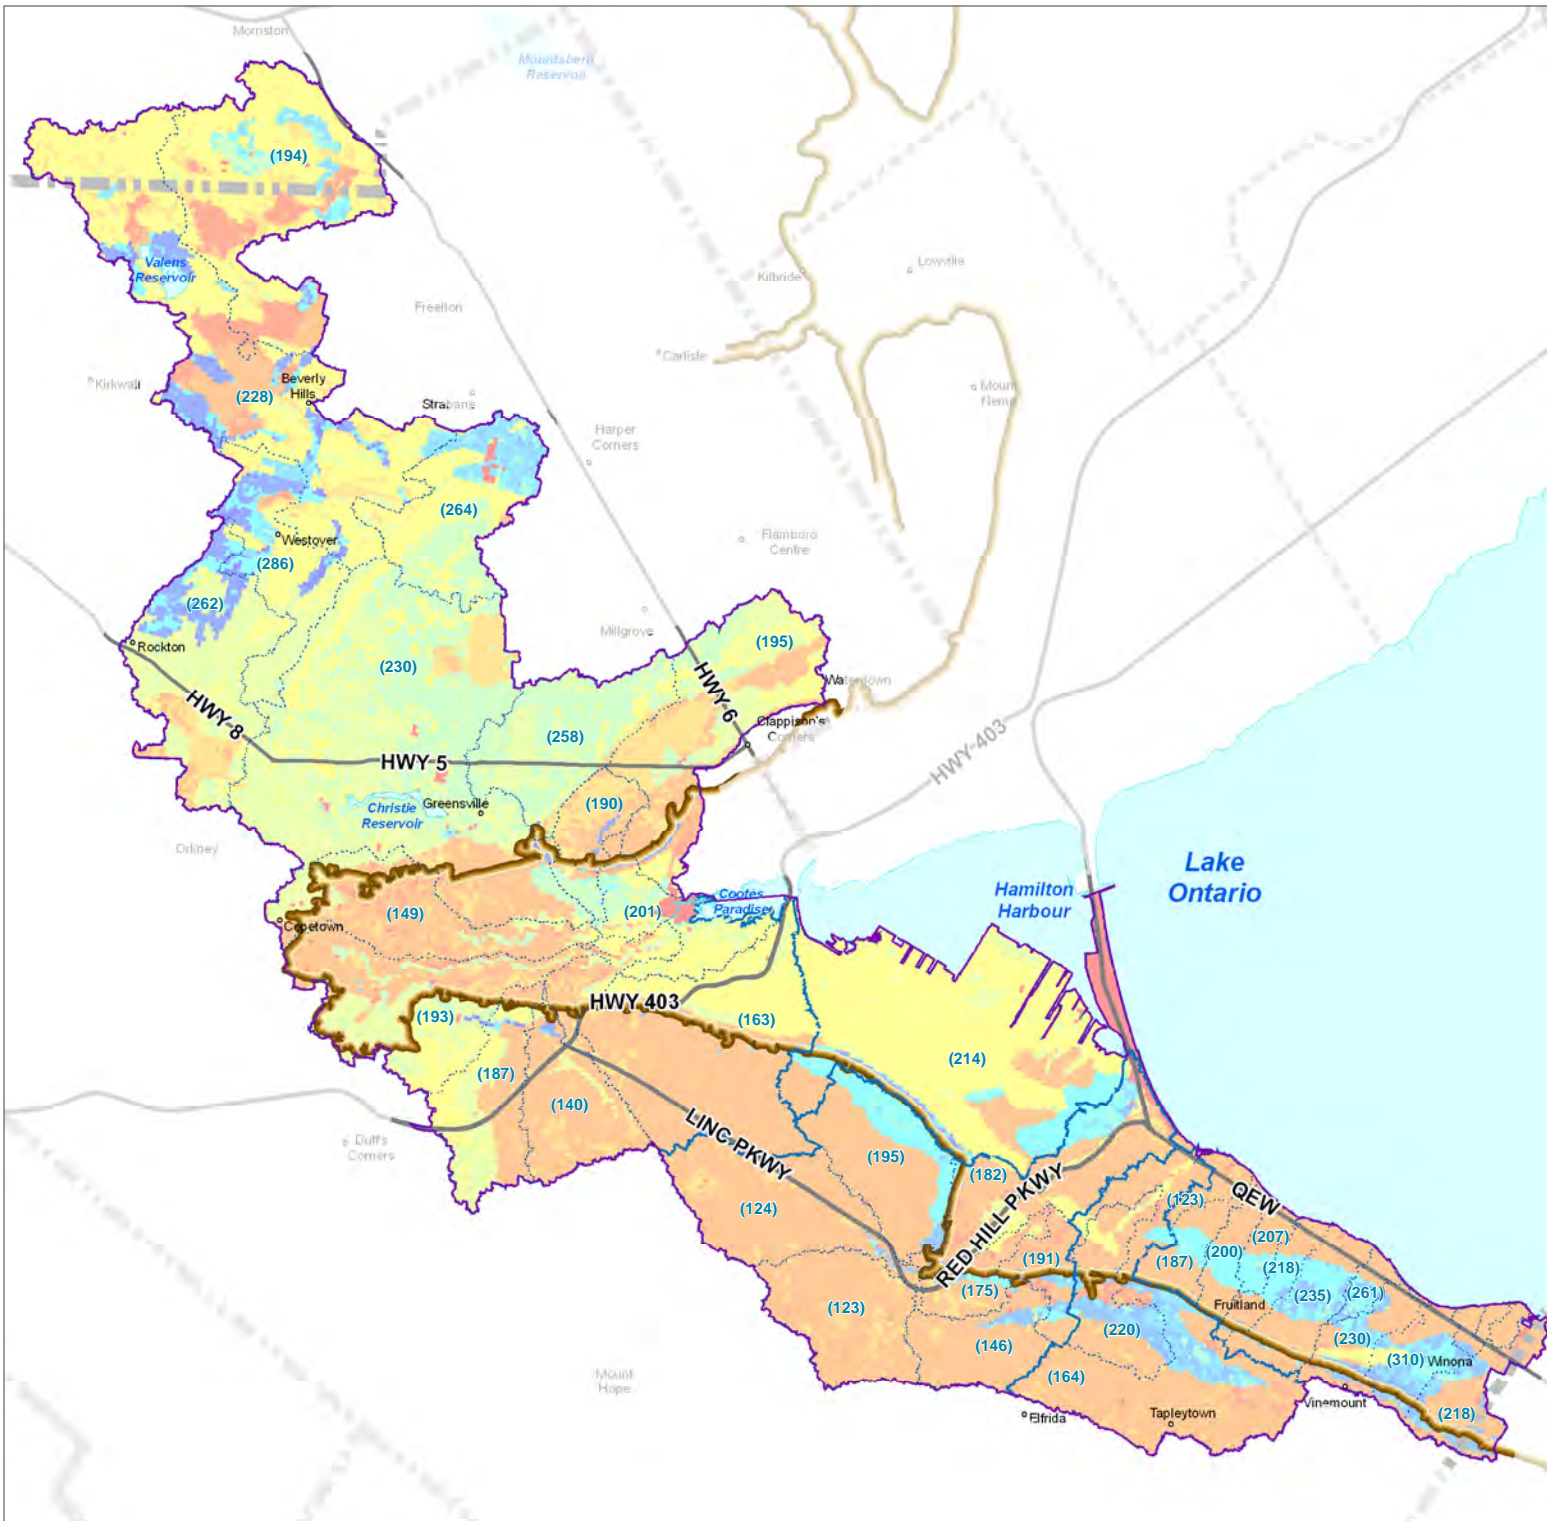 Morriston
Mountsberg
Reservoir
(194)
Valens
Reservoir
Kilbride
Lowville
Freelton
Carlisle
Kirkwall
Beverly
Hills
(228)
Strabane
Mount
Nemo
Harper
Corners
(264)
Westover
(286)
Flamboro
Centre
(262)
Rockton
Millgrove
(195)
(230)
HWY 6
Waterdown
HWY 8
Clappison's
Corners
(258)
HWY 5
HWY-403
Christie
Reservoir
Greensville
(190)
Orkney
Lake
Ontario
Hamilton
Harbour
Cootes
Paradise
(149)
(201)
Copetown
HWY 403
(193)
(163)
(214)
(187)
(140)
LINC PKWY
Duff's
Corners
(195)
(182)
RED HILL PKWY
(124)
(123)
QEW
(207)
(200)
(191)
(187)
(218)
(175)
(235)
(261)
(123)
Fruitland
(220)
(230)
(146)
(310)
Winona
(164)
Mount
Hope
Vinemount
Elfrida
Tapleytown
(218)